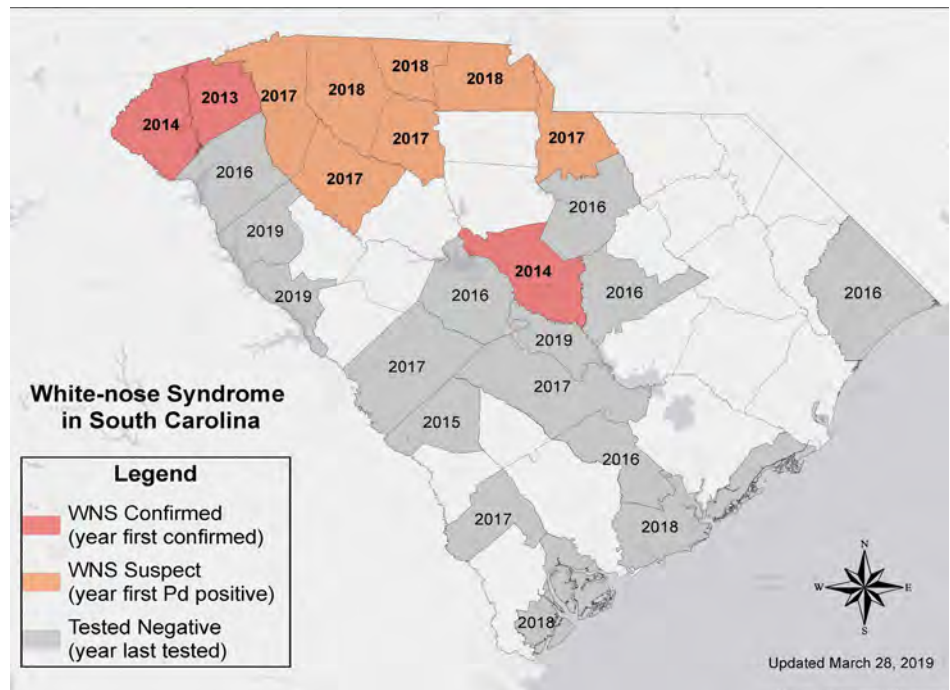 2018
2018
2018
2013
2017
2018
2014
2017
2017
2016
2017
2016
2019
2014
2019
2016
2016
2016
2019
2017
2017
2015
2016
2017
2018
2018
White-nose Syndrome
in South Carolina
Legend
WNS Confirmed
(year first confirmed)
WNS Suspect
(year first Pd positive)
Tested Negative
(year last tested)
N
W
E
S
Updated March 28, 2019